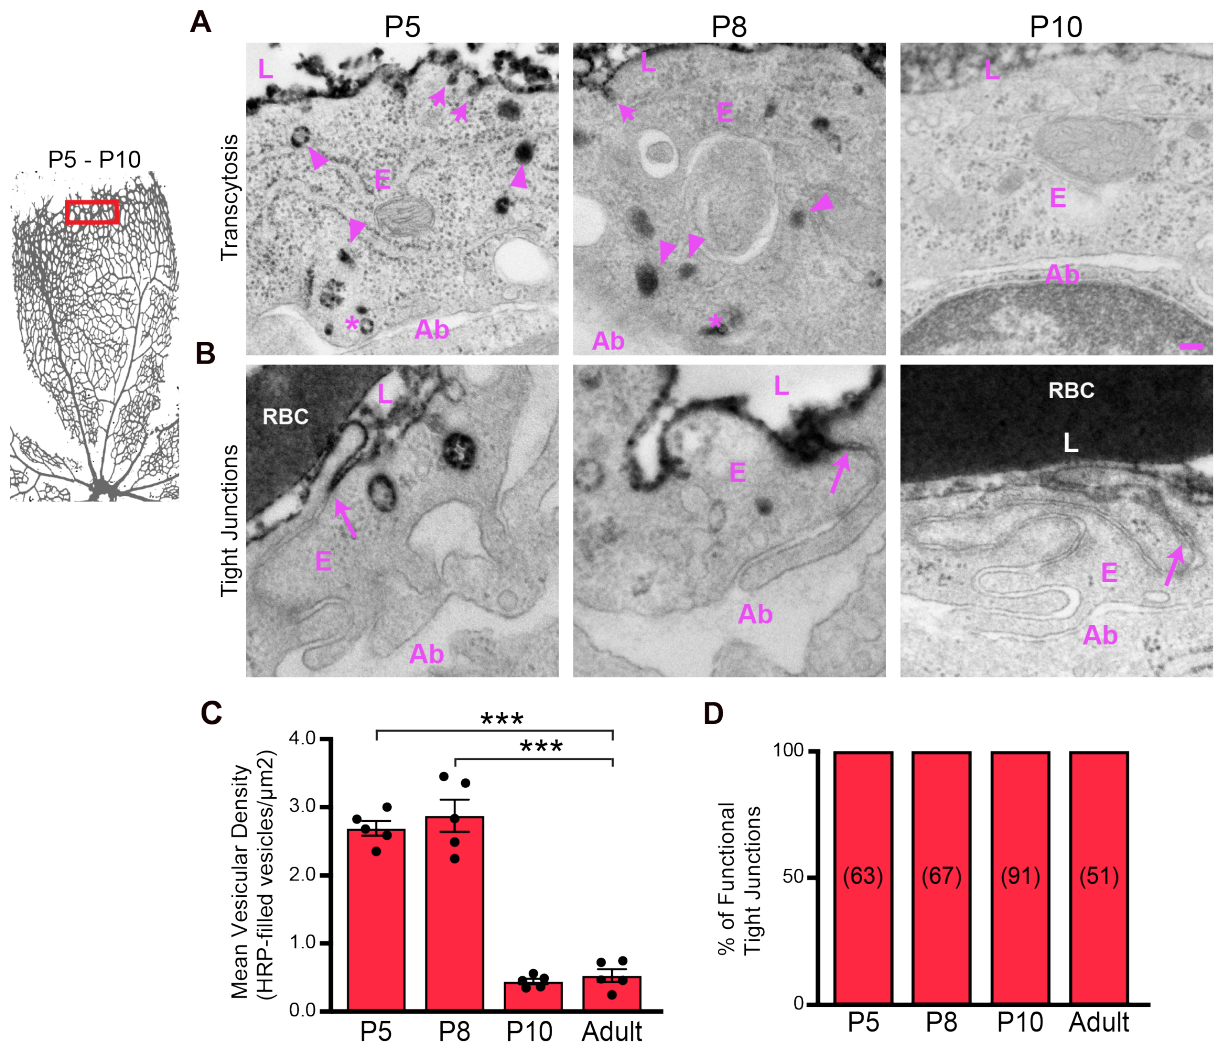 A
P5
P8
P10
P5 - P10
Transcytosis
L
E
*
Ab
L
E
*
Ab
L
E
Ab
B
Tight Junctions
RBC
L
E
Ab
L
E
Ab
RBC
L
E
Ab
C
Mean Vesicular Density
(HRP-filled vesicles/µm2)
4.0
3.0
2.0
1.0
0.0
***
***
P5
P8
P10
Adult
D
% of Functional
Tight Junctions
100
50
0
(63)
(67)
(91)
(51)
P5
P8
P10
Adult